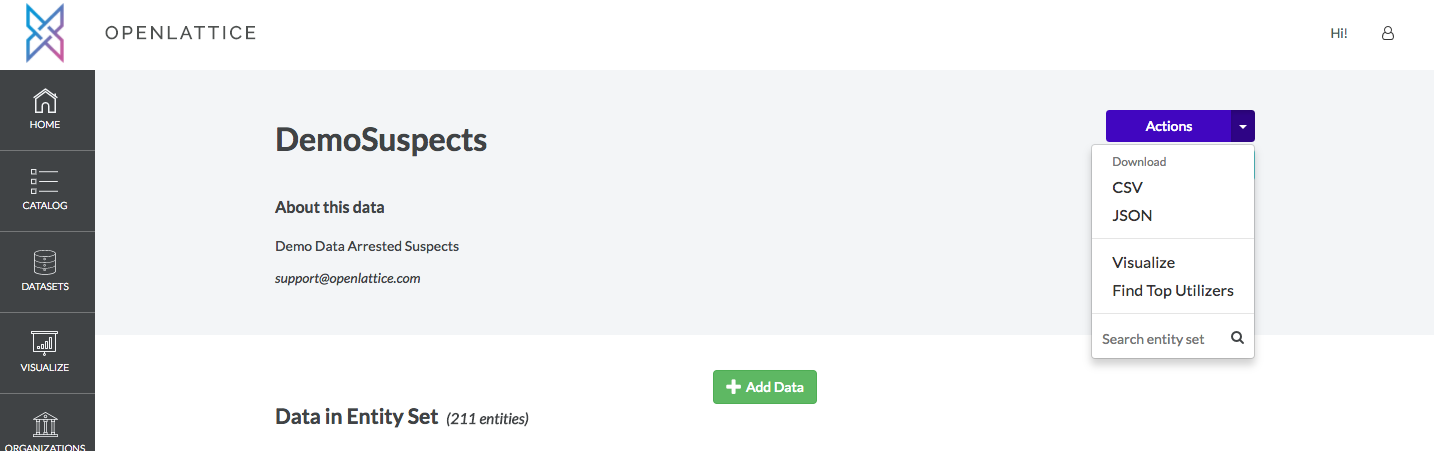 OPENLATTICE
Hi!
HOME
CATALOG
DATASETS
VISUALIZE
ORGANIZATIONS
DemoSuspects
About this data
Demo Data Arrested Suspects
support@openlattice.com
Actions
Download
CSV
JSON
Visualize
Find Top Utilizers
Search entity set
Add Data
Data in Entity Set (211 entities)